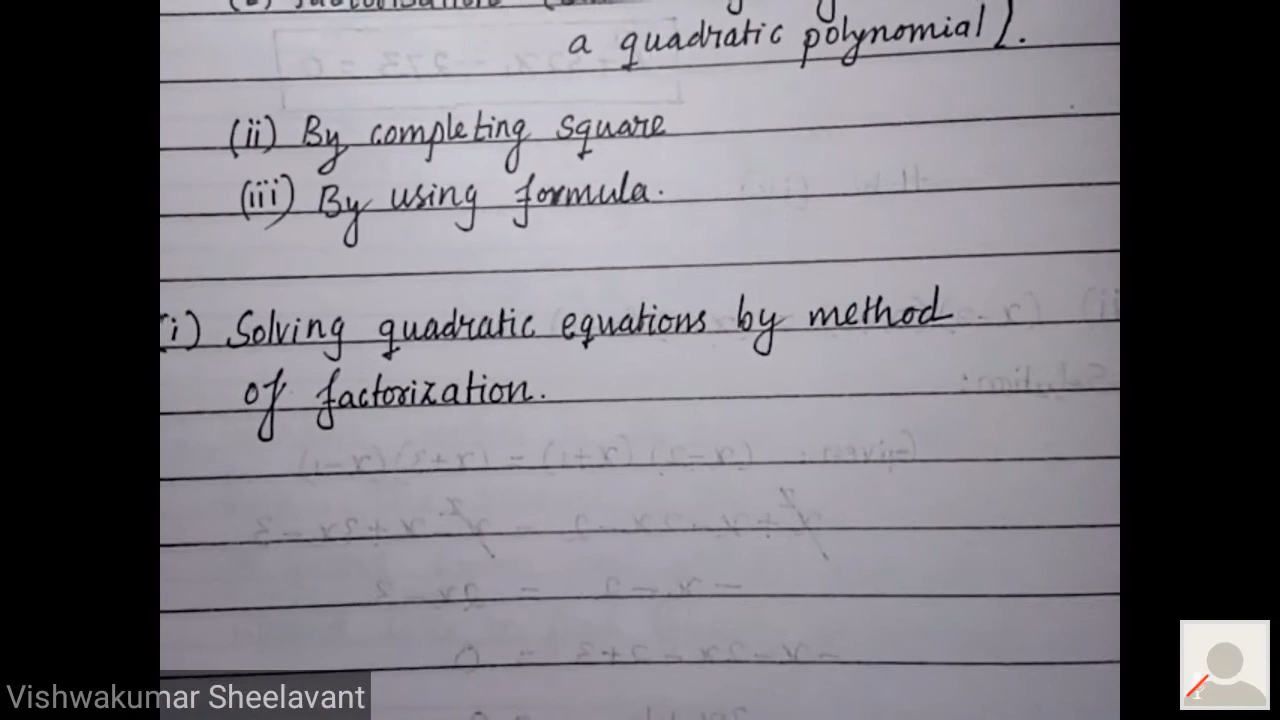 a quadratic polynomial).
(ii) By completing square
(iii) By using formula.
(i) Solving quadratic equations by method
of factorization.
Vishwakumar Sheelavant